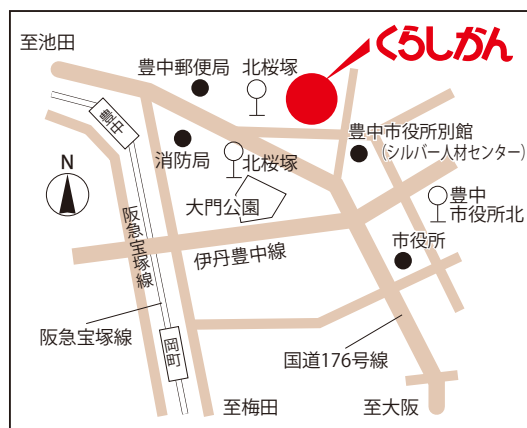 くらしかん
至池田
豊中郵便局
北桜塚
豊中
消防局
北桜塚
豊中市役所別館
(シルバー人材センター)
N
大門公園
豊中
市役所北
阪急宝塚線
伊丹豊中線
市役所
阪急宝塚線
岡町
国道176号線
至梅田
至大阪